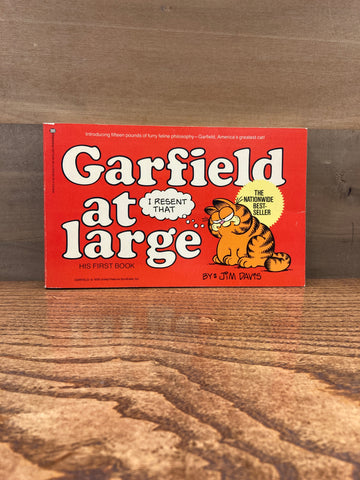 Introducing fifteen pounds of furry feline philosophy—Garfield, America's greatest cat!
Garfield
at
large
I RESENT
THAT
THE
NATIONWIDE
BEST-
SELLER
HIS FIRST BOOK
BY: JIM DAVIS